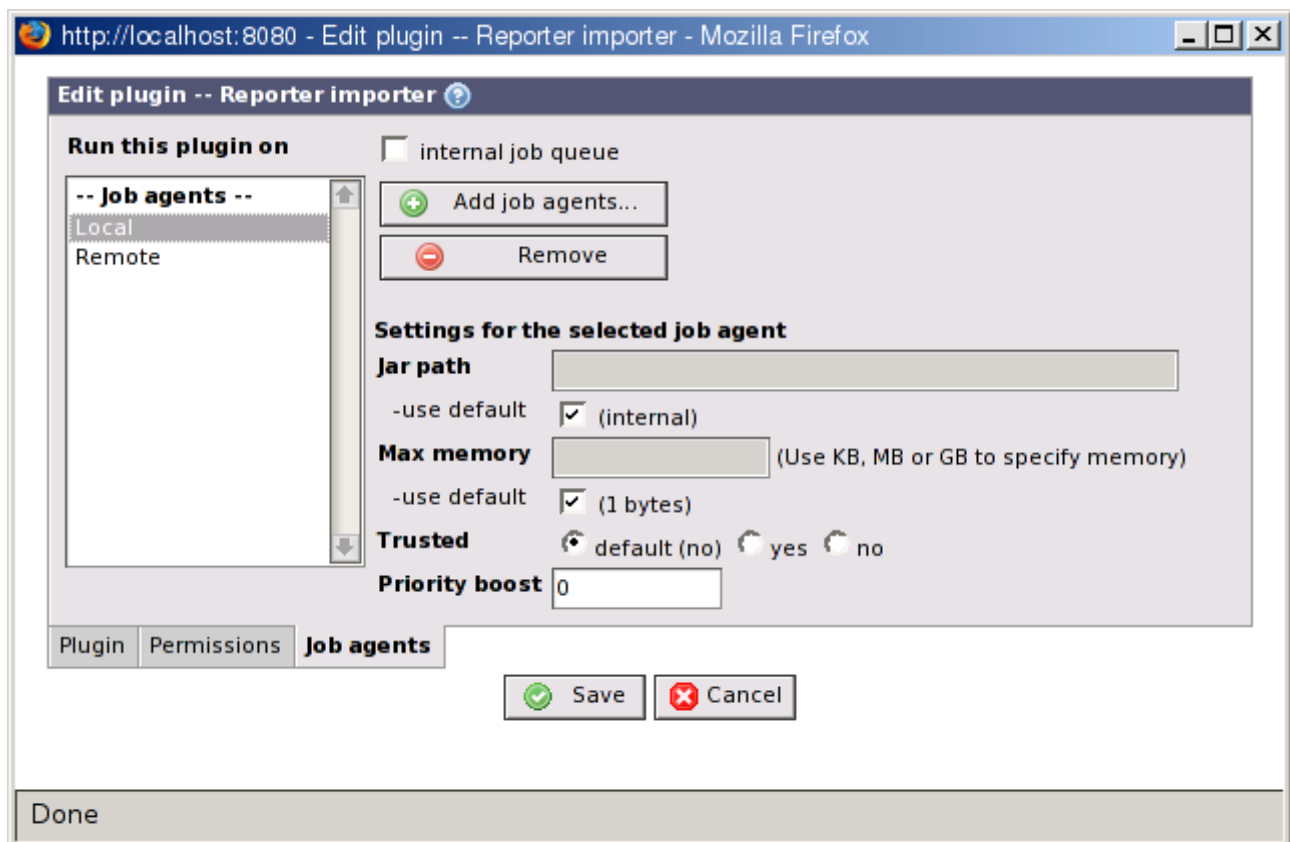 http://localhost:8080 - Edit plugin -- Reporter importer - Mozilla Firefox
Edit plugin -- Reporter importer ?
Run this plugin on
internal job queue
-- Job agents --
Local
Remote
Add job agents...
Remove
Settings for the selected job agent
Jar path
-use default (internal)
Max memory (Use KB, MB or GB to specify memory)
-use default (1 bytes)
Trusted default (no) yes no
Priority boost 0
Plugin Permissions Job agents
Save Cancel
Done